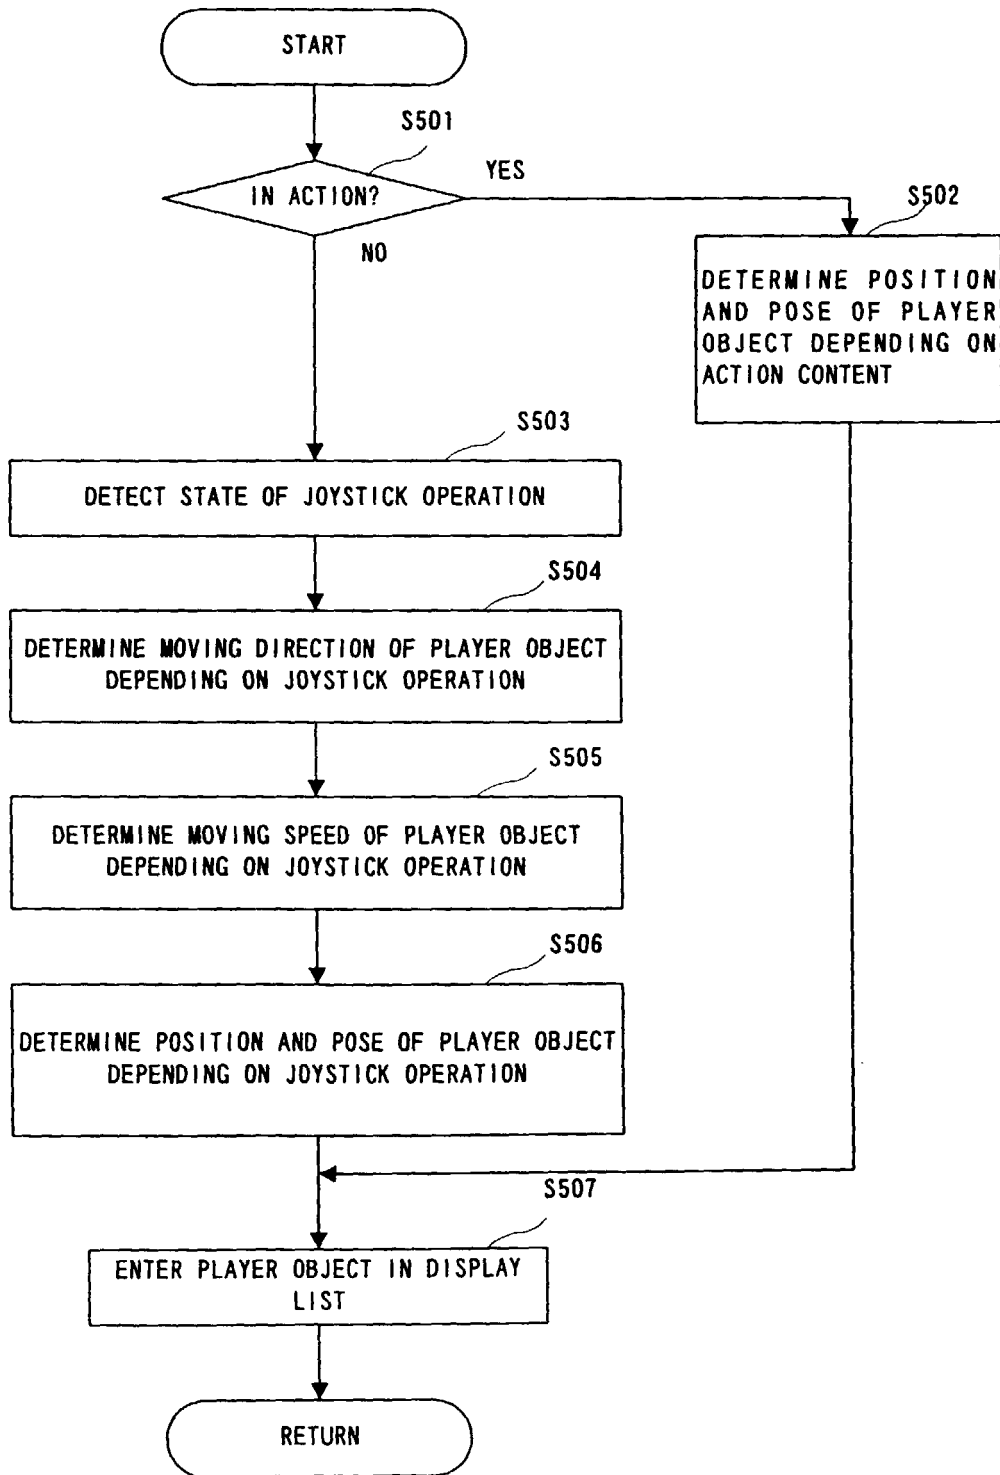 START
S501
IN ACTION?
YES
NO
S502
DETERMINE POSITION
AND POSE OF PLAYER
OBJECT DEPENDING ON
ACTION CONTENT
S503
DETECT STATE OF JOYSTICK OPERATION
S504
DETERMINE MOVING DIRECTION OF PLAYER OBJECT
DEPENDING ON JOYSTICK OPERATION
S505
DETERMINE MOVING SPEED OF PLAYER OBJECT
DEPENDING ON JOYSTICK OPERATION
S506
DETERMINE POSITION AND POSE OF PLAYER OBJECT
DEPENDING ON JOYSTICK OPERATION
S507
ENTER PLAYER OBJECT IN DISPLAY
LIST
RETURN